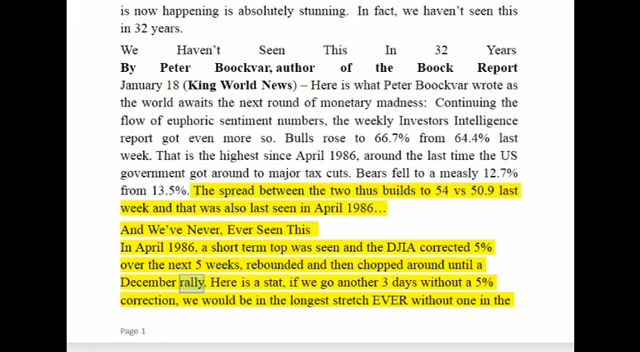 is now happening is absolutely stunning. In fact, we haven't seen this
in 32 years.
We Haven't Seen This In 32 Years
By Peter Boockvar, author of the Boock Report
January 18 (King World News) – Here is what Peter Boockvar wrote as
the world awaits the next round of monetary madness: Continuing the
flow of euphoric sentiment numbers, the weekly Investors Intelligence
report got even more so. Bulls rose to 66.7% from 64.4% last
week. That is the highest since April 1986, around the last time the US
government got around to major tax cuts. Bears fell to a measly 12.7%
from 13.5%. The spread between the two thus builds to 54 vs 50.9 last
week and that was also last seen in April 1986…
And We've Never, Ever Seen This
In April 1986, a short term top was seen and the DJIA corrected 5%
over the next 5 weeks, rebounded and then chopped around until a
December rally. Here is a stat, if we go another 3 days without a 5%
correction, we would be in the longest stretch EVER without one in the
Page 1